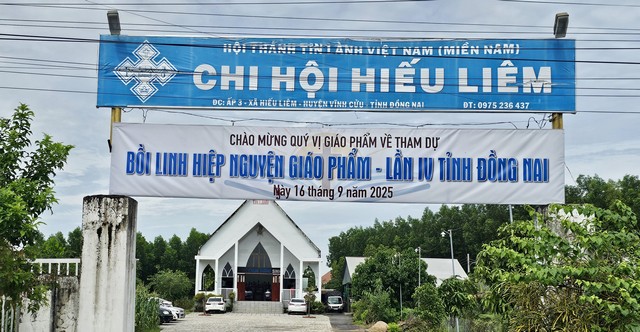 HỘI THÁNH TIN LÀNH VIỆT NAM (MIỀN NAM)
CHI HỘI HIẾU LIÊM
ĐC: ẤP 3 - XÃ HIẾU LIÊM - HUYỆN VĨNH CỬU - TỈNH ĐỒNG NAI ĐT: 0975 236 437
CHÀO MỪNG QUÝ VỊ GIÁO PHẨM VỀ THAM DỰ
BỒI LINH HIỆP NGUYỆN GIÁO PHẨM - LẦN IV TỈNH ĐỒNG NAI
Này 16 tháng 9 năm 2025